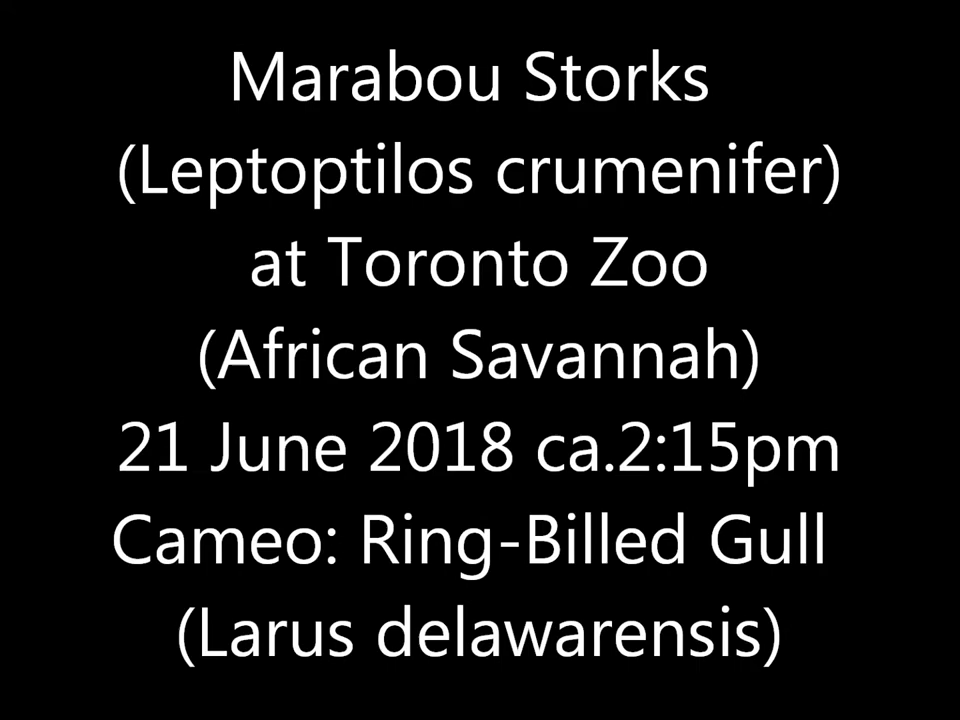 Marabou Storks
(Leptoptilos crumenifer)
at Toronto Zoo
(African Savannah)
21 June 2018 ca.2:15pm
Cameo: Ring-Billed Gull
(Larus delawarensis)